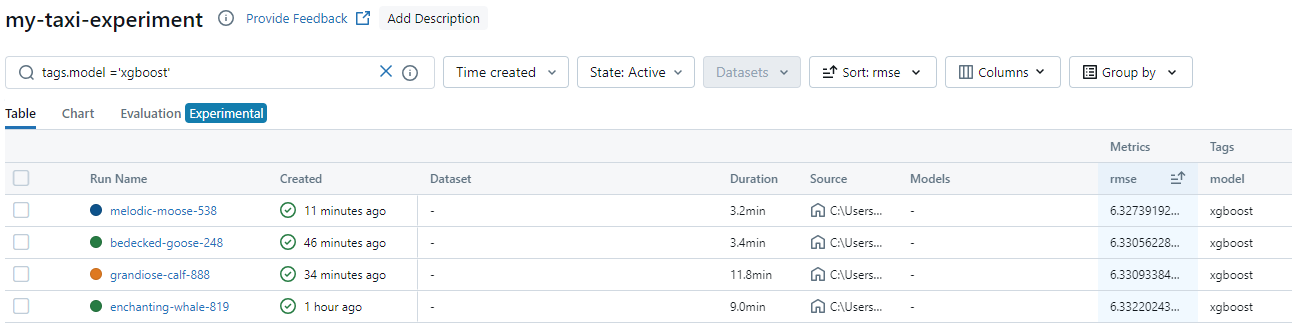 my-taxi-experiment Provide Feedback Add Description
tags.model ='xgboost' Time created State: Active Datasets Sort: rmse Columns Group by
Table Chart Evaluation Experimental
Metrics Tags
Run Name Created Dataset Duration Source Models rmse model
melodic-moose-538 11 minutes ago - 3.2min C:\Users... - 6.32739192... xgboost
bedecked-goose-248 46 minutes ago - 3.4min C:\Users... - 6.33056228... xgboost
grandiose-calf-888 34 minutes ago - 11.8min C:\Users... - 6.33093384... xgboost
enchanting-whale-819 1 hour ago - 9.0min C:\Users... - 6.33220243... xgboost